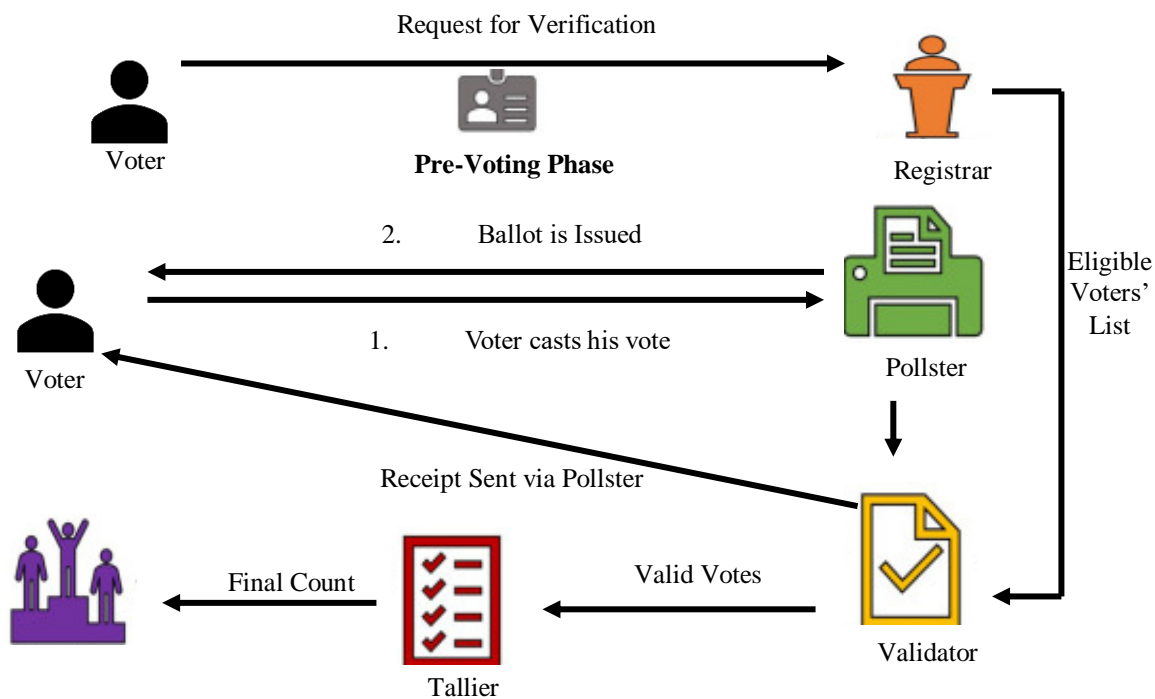 Request for Verification
Voter
Pre-Voting Phase
Registrar
2. Ballot is Issued
Eligible
Voters’
List
1. Voter casts his vote
Voter
Pollster
Receipt Sent via Pollster
Final Count
Valid Votes
Validator
Tallier